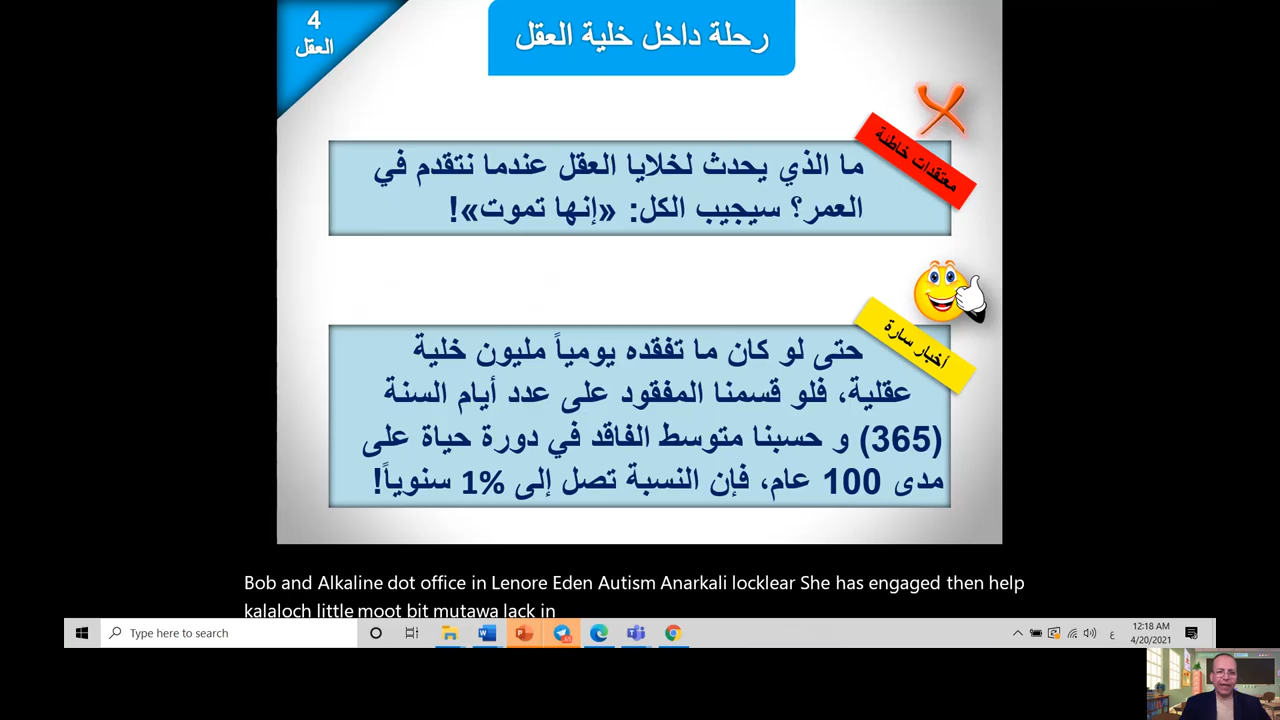 4
العقل
رحلة داخل خلية العقل
معتقدات خاطئة
ما الذي يحدث لخلايا العقل عندما نتقدم في
العمر؟ سيجيب الكل: «إنها تموت»!
أخبار سارة
حتى لو كان ما تفقده يومياً مليون خلية
عقلية، فلو قسمنا المفقود على عدد أيام السنة
(365) و حسبنا متوسط الفاقد في دورة حياة على
مدى 100 عام، فإن النسبة تصل إلى 1% سنوياً!
Bob and Alkaline dot office in Lenore Eden Autism Anarkali locklear She has engaged then help
kalaloch little moot bit mutawa lack in
Type here to search
ع
12:18 AM
4/20/2021